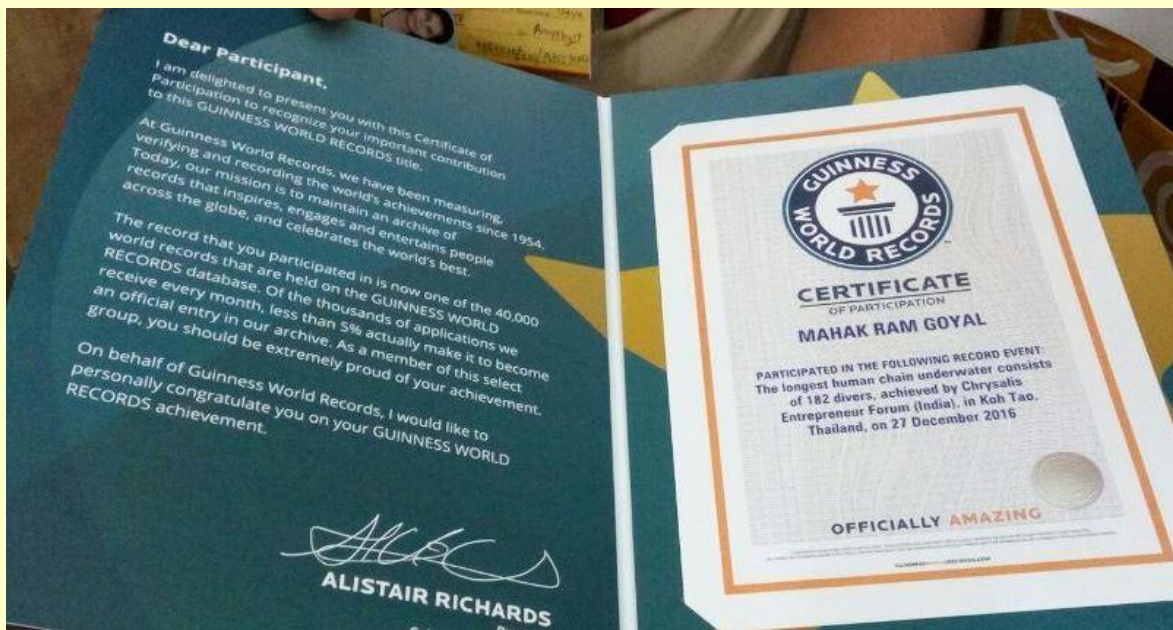 Amethyst
Dear Participant,
I am delighted to present you with this Certificate of
Participation to recognize your important contribution
to this GUINNESS WORLD RECORDS title.
At Guinness World Records, we have been measuring,
verifying and recording the world's achievements since 1954.
Today, our mission is to maintain an archive of
records that inspires, engages and entertains people
across the globe, and celebrates the world's best.
The record that you participated in is now one of the 40,000
world records that are held on the GUINNESS WORLD
RECORDS database. Of the thousands of applications we
receive every month, less than 5% actually make it to become
an official entry in our archive. As a member of this select
group, you should be extremely proud of your achievement.
On behalf of Guinness World Records, I would like to
personally congratulate you on your GUINNESS WORLD
RECORDS achievement.
ALISTAIR RICHARDS
GUINNESS
WORLD RECORDS
CERTIFICATE
OF PARTICIPATION
MAHAK RAM GOYAL
PARTICIPATED IN THE FOLLOWING RECORD EVENT:
The longest human chain underwater consists
of 182 divers, achieved by Chrysalis
Entrepreneur Forum (India), in Koh Tao,
Thailand, on 27 December 2016
OFFICIALLY AMAZING